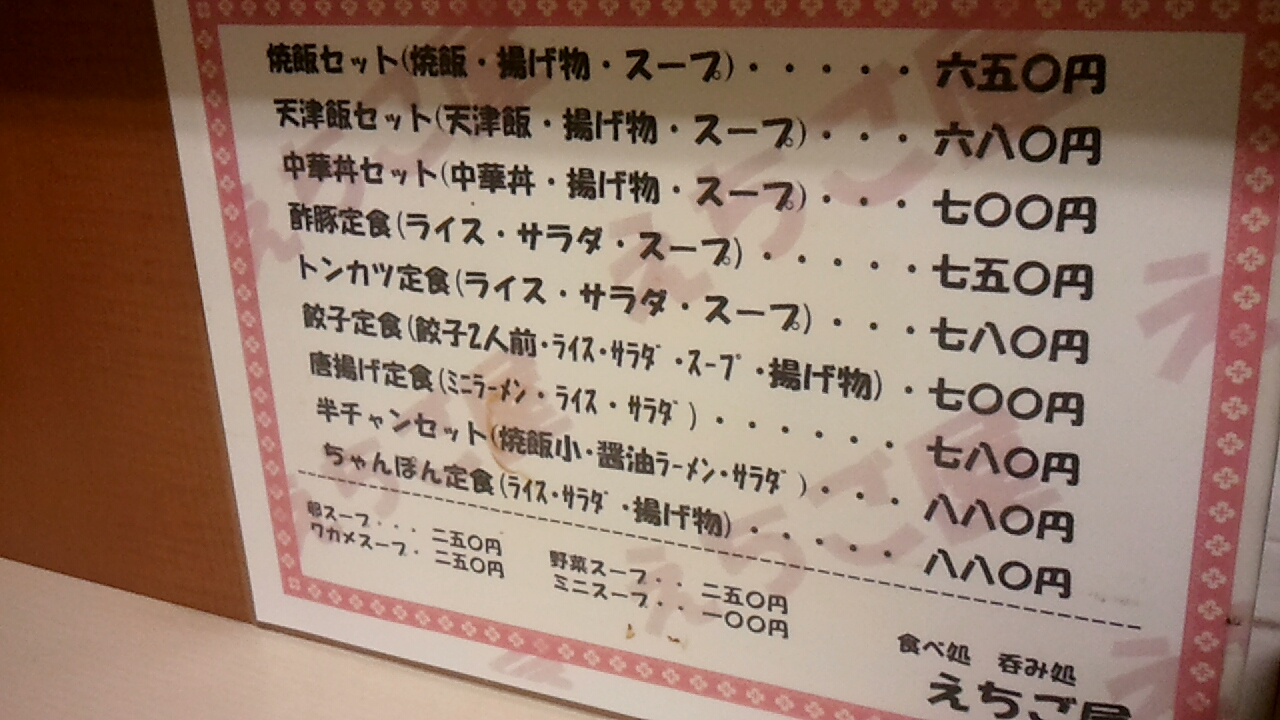 焼飯セット(焼飯・揚げ物・スープ)・・・・・六五〇円
天津飯セット(天津飯・揚げ物・スープ)・・・六八〇円
中華丼セット(中華丼・揚げ物・スープ)・・・七〇〇円
酢豚定食(ライス・サラダ・スープ)・・・・・七五〇円
トンカツ定食(ライス・サラダ・スープ)・・・七八〇円
餃子定食(餃子2人前・ライス・サラダ・スープ・揚げ物)・七〇〇円
唐揚げ定食(ミニラーメン・ライス・サラダ)・・・・・・七八〇円
半チャンセット(焼飯小・醤油ラーメン・サラダ)・・・八八〇円
ちゃんぽん定食(ライス・サラダ・揚げ物)・・・・・八八〇円
卵スープ・・・二五〇円
ワカメスープ・二五〇円
野菜スープ・・二五〇円
ミニスープ・・一〇〇円
食べ処 呑み処
えちご屋